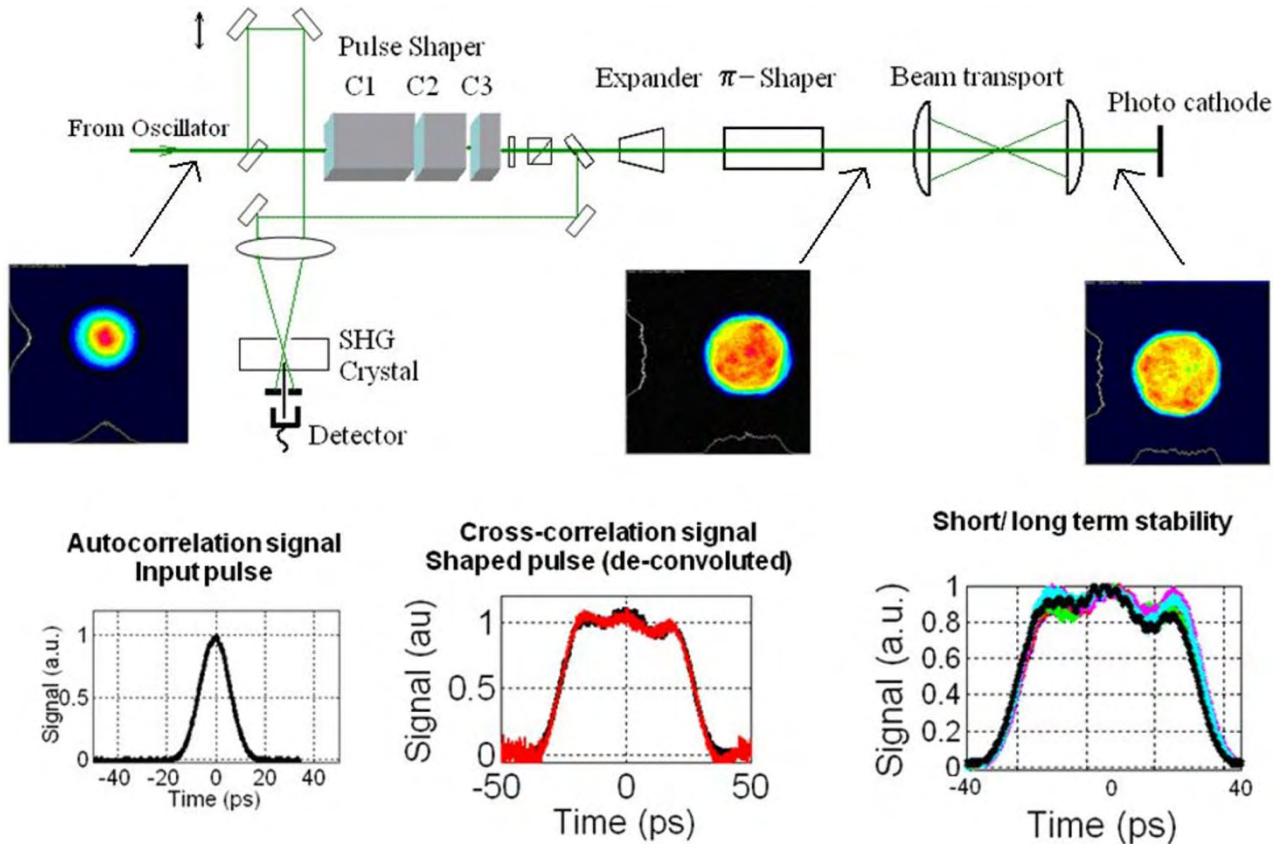 Pulse Shaper
C1 C2 C3
Expander π-Shaper
Beam transport
Photo cathode
From Oscillator
SHG
Crystal
Detector
Autocorrelation signal
Input pulse
Signal (a.u.)
1
0.5
0
-40 -20 0 20 40
Time (ps)
Cross-correlation signal
Shaped pulse (de-convoluted)
Signal (au)
1
0.5
0
-50 0 50
Time (ps)
Short/ long term stability
Signal (a.u.)
1
0.8
0.6
0.4
0.2
0
-40 0 40
Time (ps)